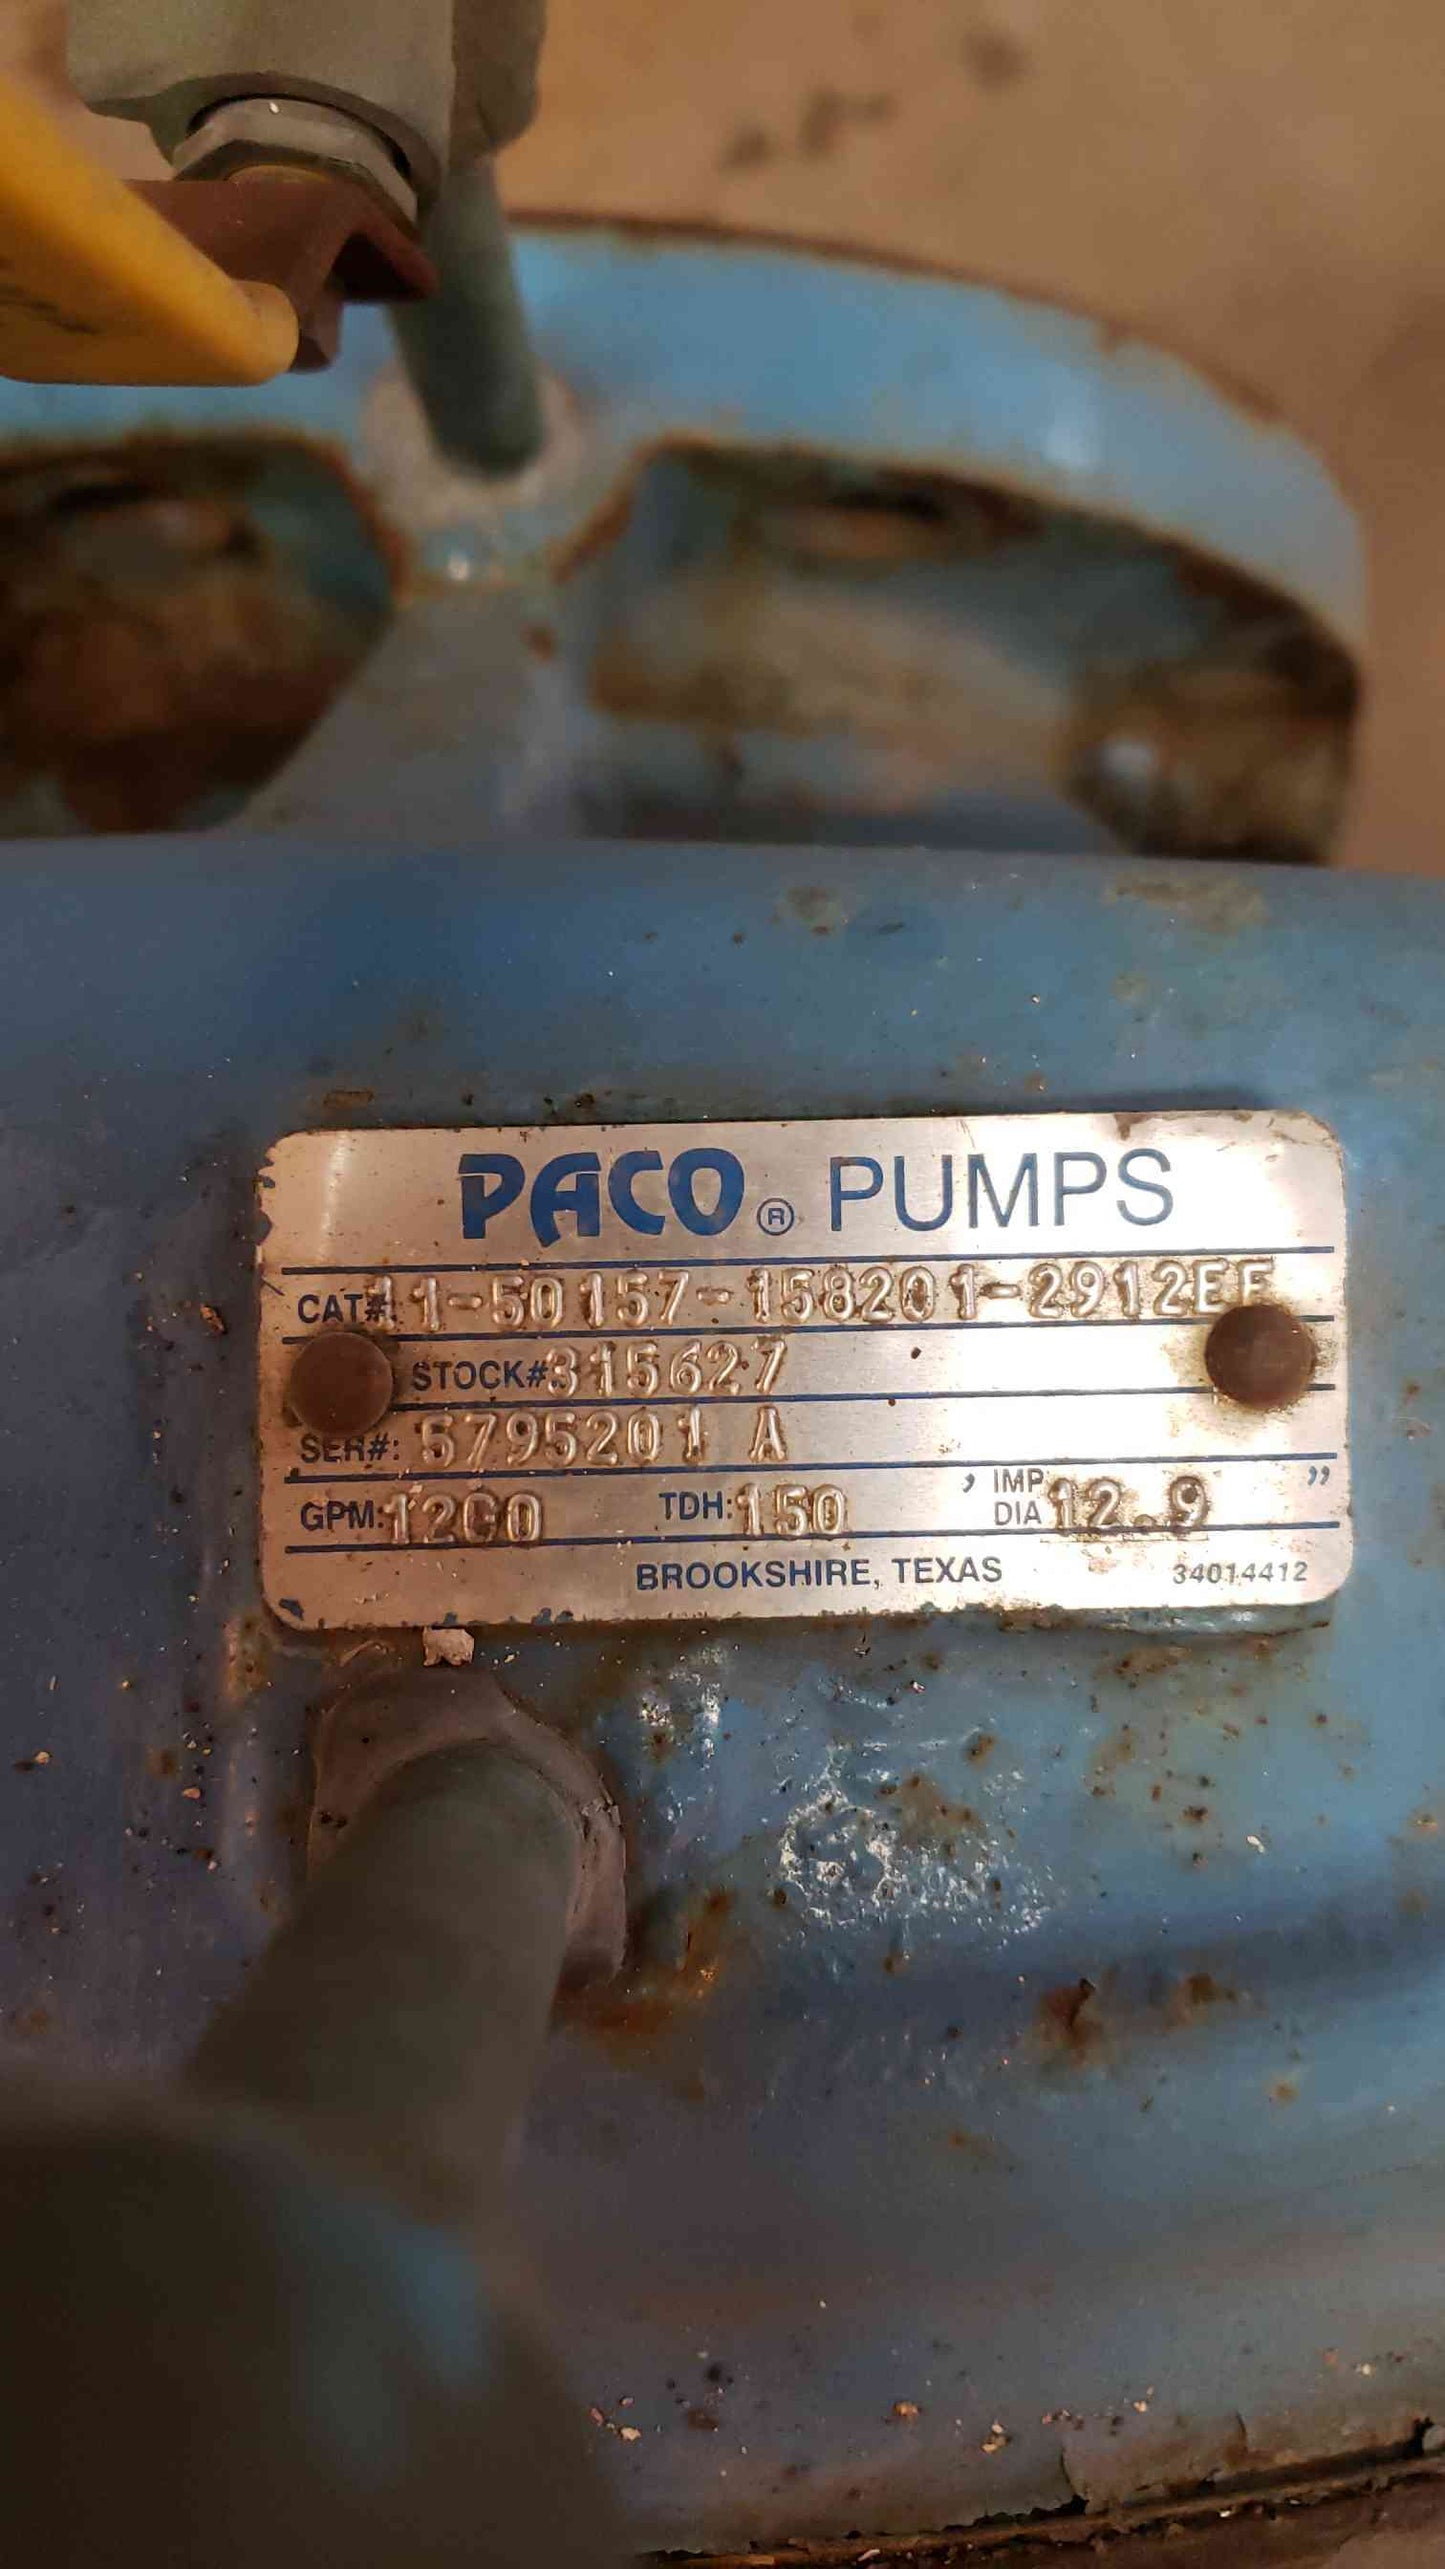 PACO® PUMPS
CAT#: 11-50157-158201-2912EF
STOCK#: 315627
SER#: 5795201 A
GPM: 1200 TDH: 150 ' IMP DIA 12.9 "
BROOKSHIRE, TEXAS 34014412